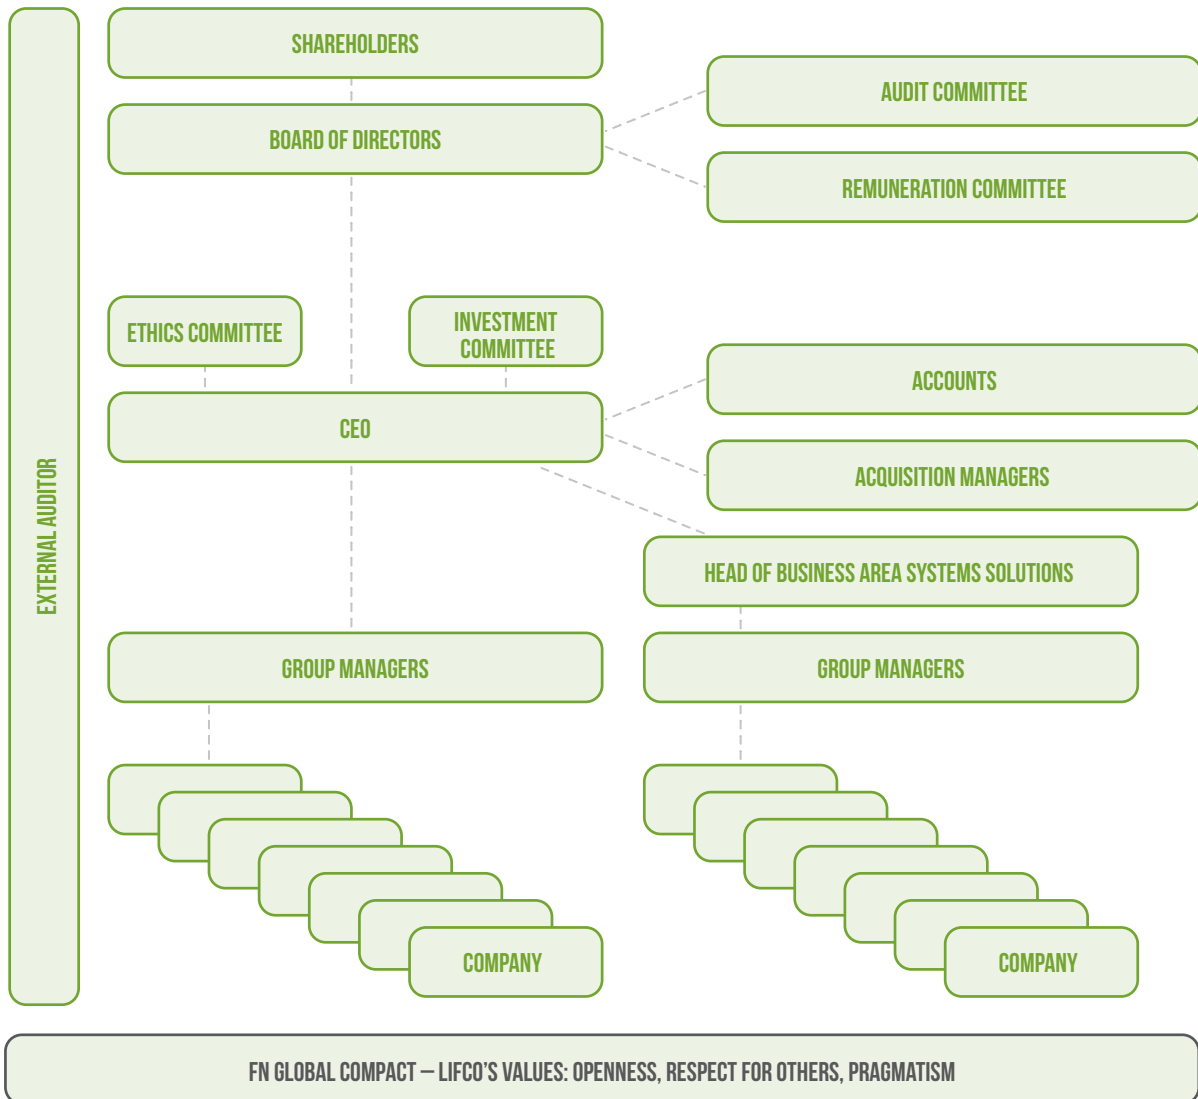 SHAREHOLDERS
AUDIT COMMITTEE
BOARD OF DIRECTORS
REMUNERATION COMMITTEE
ETHICS COMMITTEE
INVESTMENT
COMMITTEE
ACCOUNTS
CEO
ACQUISITION MANAGERS
EXTERNAL AUDITOR
HEAD OF BUSINESS AREA SYSTEMS SOLUTIONS
GROUP MANAGERS
GROUP MANAGERS
COMPANY
COMPANY
FN GLOBAL COMPACT – LIFCO’S VALUES: OPENNESS, RESPECT FOR OTHERS, PRAGMATISM